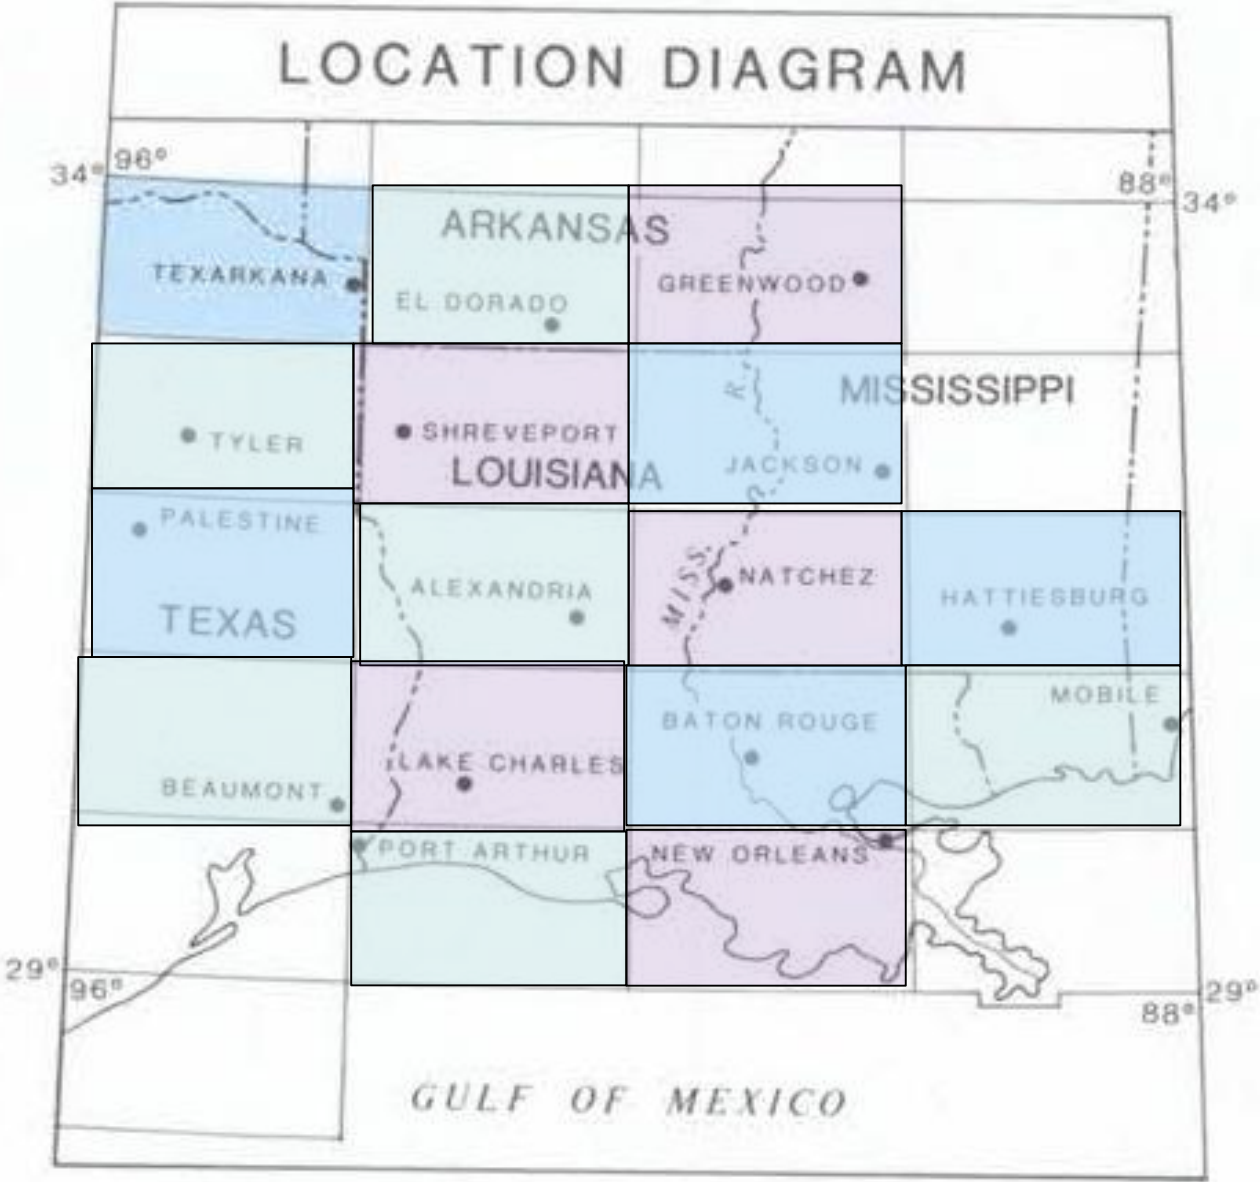 LOCATION DIAGRAM
34° 96°
88° 34°
ARKANSAS
TEXARKANA
EL DORADO
GREENWOOD
R.
MISSISSIPPI
TYLER
SHREVEPORT
LOUISIANA
JACKSON
PALESTINE
ALEXANDRIA
MISS.
NATCHEZ
HATTIESBURG
TEXAS
MOBILE
BATON ROUGE
LAKE CHARLES
BEAUMONT
PORT ARTHUR
NEW ORLEANS
29° 96°
29°
88°
GULF OF MEXICO